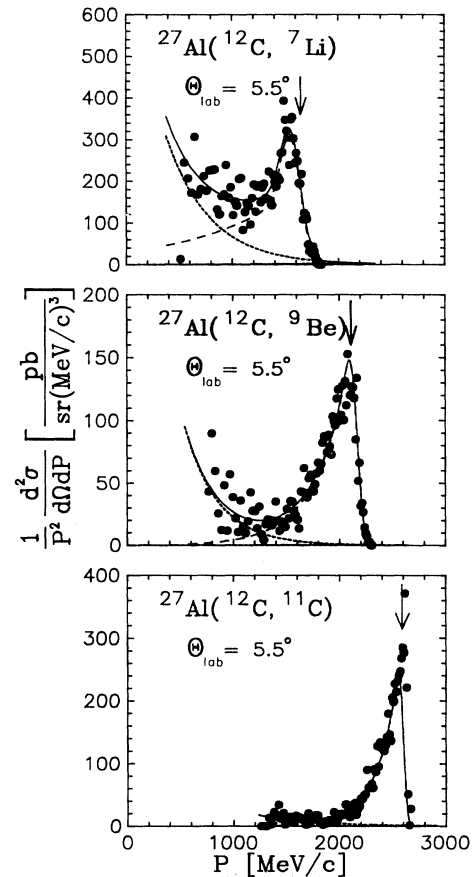 600
²⁷Al(¹²C, ⁷Li)
500
Θlab = 5.5°
400
300
200
100
0
200
²⁷Al(¹²C, ⁹Be)
150
Θlab = 5.5°
100
50
0
400
²⁷Al(¹²C, ¹¹C)
300
Θlab = 5.5°
200
100
0
0 1000 2000 3000
P [MeV/c]
1/P² d²σ/dΩdP [pb/sr(MeV/c)³]